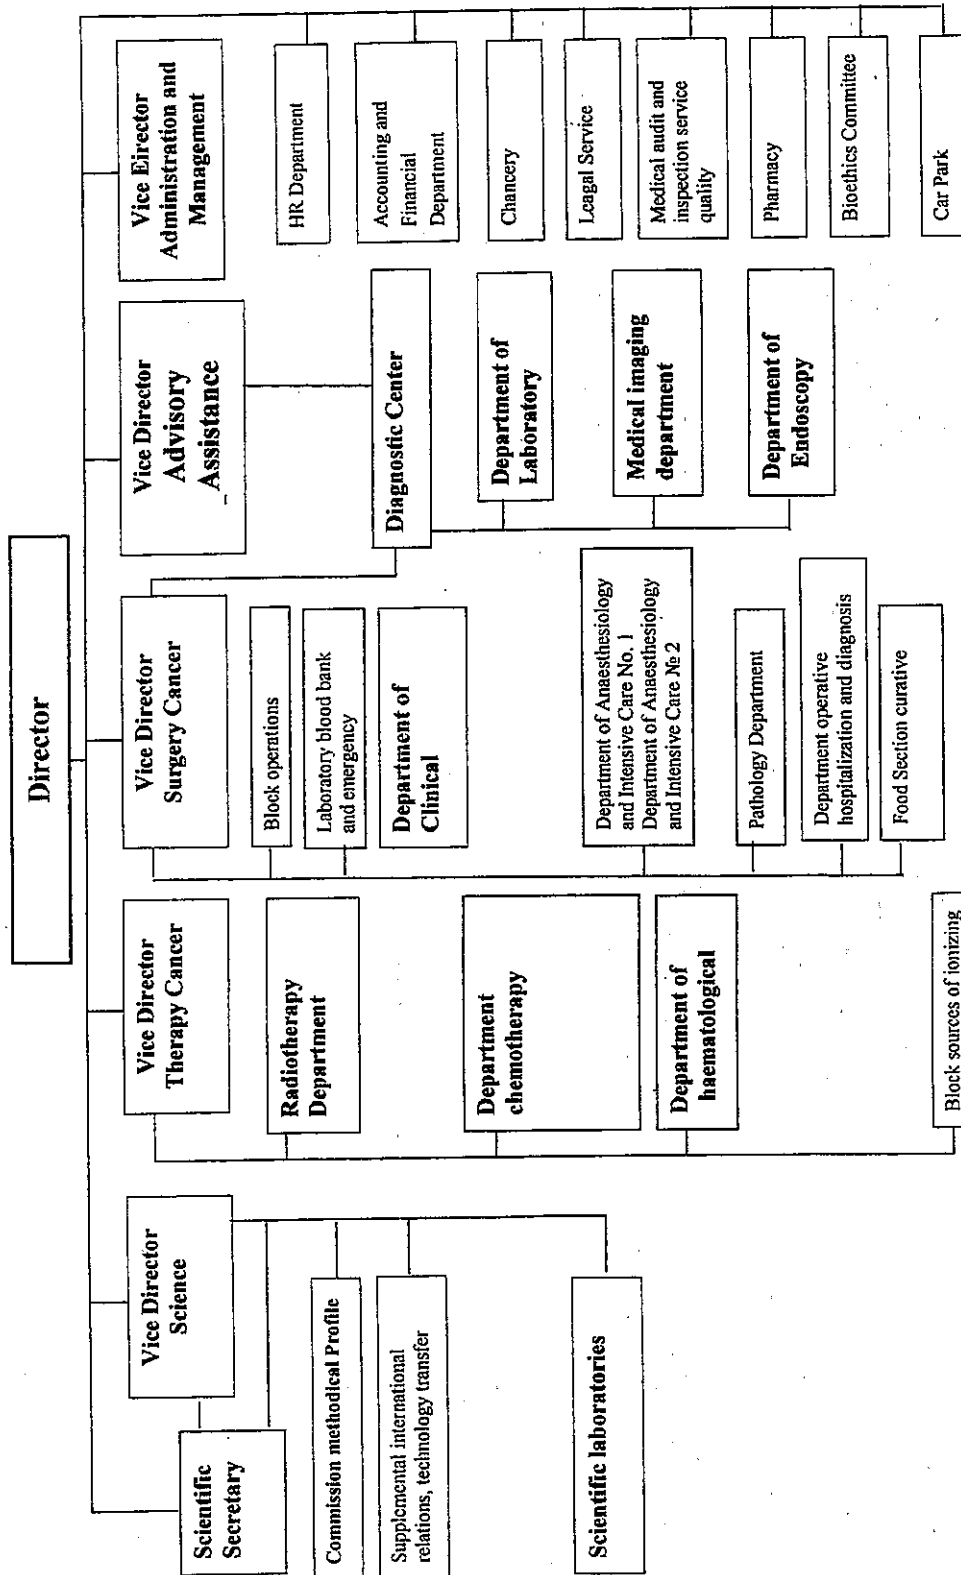 Director
Scientific
Secretary
Vice Director
Science
Commission methodical Profile
Supplemental international
relations, technology transfer
Scientific laboratories
Vice Director
Therapy Cancer
Radiotherapy
Department
Department
chemotherapy
Department of
haematological
Block sources of ionizing
Vice Director
Surgery Cancer
Block operations
Laboratory blood bank
and emergency
Department of
Clinical
Department of Anaesthesiology
and Intensive Care No. 1
Department of Anaesthesiology
and Intensive Care № 2
Pathology Department
Department operative
hospitalization and diagnosis
Food Section curative
Vice Director
Advisory
Assistance
Diagnostic Center
Department of
Laboratory
Medical imaging
department
Department of
Endoscopy
Vice Eirector
Administration and
Management
HR Department
Accounting and
Financial
Department
Chancery
Leagal Service
Medical audit and
inspection service
quality
Pharmacy
Bioethics Committee
Car Park